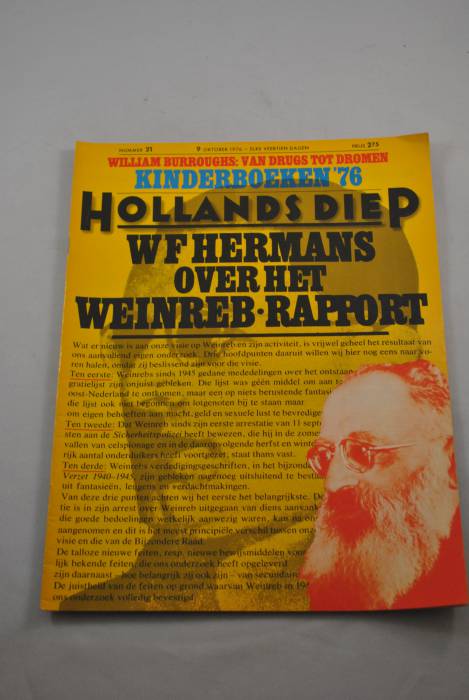 NUMMER 21 9 OKTOBER 1976 – ELKE VEERTIEN DAGEN PRIJS 2.75
WILLIAM BURROUGHS: VAN DRUGS TOT DROMEN
KINDERBOEKEN '76
HOLLANDS DIEP
WF HERMANS
OVER HET
WEINREB·RAPPORT
Wat er nieuw is aan onze visie op Weinreb en zijn activiteit, is vrijwel geheel het resultaat van
ons aanvullend eigen onderzoek. Drie hoofdpunten daaruit willen wij hier nog eens naar vo-
ren halen, omdat zij beslissend zijn voor die visie.
Ten eerste: Weinrebs sinds 1945 gedane mededelingen over het ontstaan
gratielijst zijn onjuist gebleken. Die lijst was géén middel om aan
oost-Nederland te ontkomen, maar een op niets berustende fantasie
die lijst ook niet begonnen om lotgenoten bij te staan maar
om eigen behoeften aan macht, geld en seksuele lust te bevredigen
Ten tweede: Dat Weinreb sinds zijn eerste arrestatie van 11 sept
sten aan de Sicherheitspolizei heeft bewezen, die hij in de zomer
vallen van celspionage en in de daaropvolgende herfst en winter
rijk aantal onderduikers heeft voortgezet, staat thans vast.
Ten derde: Weinrebs verdedigingsgeschriften, in het bijzonder
Verzet 1940–1945, zijn gebleken nagenoeg uitsluitend te bestaan
uit fantasieën, leugens en verdachtmakingen.
Van deze drie punten achten wij het eerste het belangrijkste. De
tie is in zijn arrest over Weinreb uitgegaan van diens aanvank
die goede bedoelingen werkelijk aanwezig waren, kan na ons
aangenomen en dit is het meest principiële verschil tussen onze
visie en die van de Bijzondere Raad.
De talloze nieuwe feiten, resp. nieuwe bewijsmiddelen voor
lijk bekende feiten die ons onderzoek heeft opgeleverd
zijn daarnaast – hoe belangrijk zij ook zijn – van secundair
De juistheid van de feiten op grond waarvan Weinreb in 194
ons onderzoek volledig bevestigd.